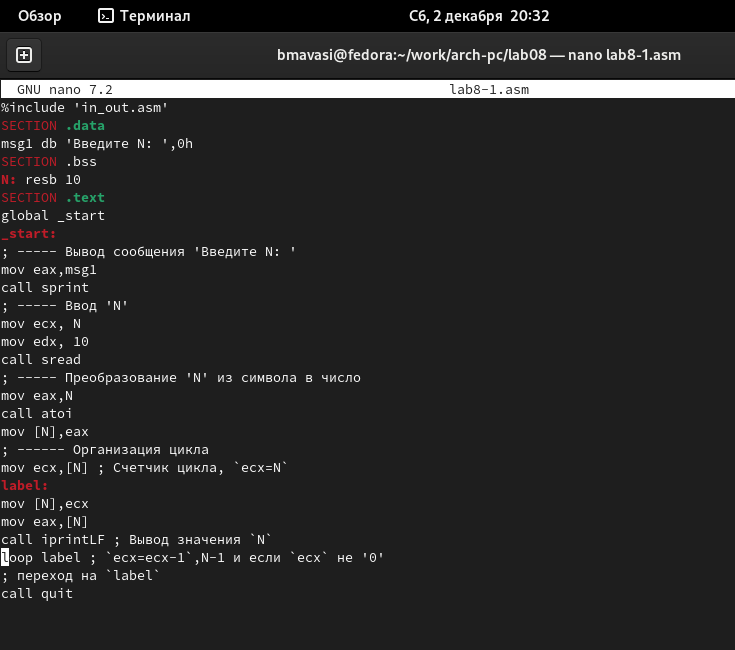 Обзор Терминал Сб, 2 декабря 20:32
bmavasi@fedora:~/work/arch-pc/lab08 — nano lab8-1.asm
GNU nano 7.2 lab8-1.asm
%include 'in_out.asm'
SECTION .data
msg1 db 'Введите N: ',0h
SECTION .bss
N: resb 10
SECTION .text
global _start
_start:
; ----- Вывод сообщения 'Введите N: '
mov eax,msg1
call sprint
; ----- Ввод 'N'
mov ecx, N
mov edx, 10
call sread
; ----- Преобразование 'N' из символа в число
mov eax,N
call atoi
mov [N],eax
; ------ Организация цикла
mov ecx,[N] ; Счетчик цикла, `ecx=N`
label:
mov [N],ecx
mov eax,[N]
call iprintLF ; Вывод значения `N`
loop label ; `ecx=ecx-1`,N-1 и если `ecx` не '0'
; переход на `label`
call quit